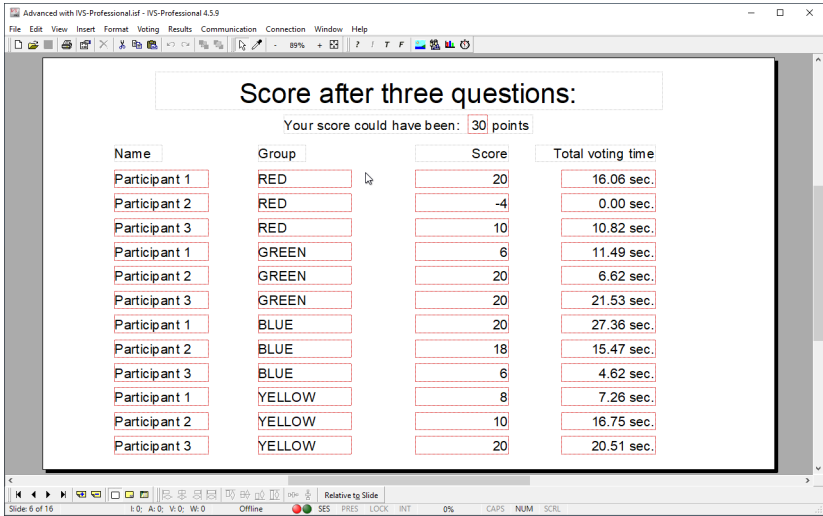 Advanced with IVS-Professional.isf - IVS-Professional 4.5.9
File Edit View Insert Format Voting Results Communication Connection Window Help
- 89% + ? ! T F
Score after three questions:
Your score could have been: 30 points
Name Group Score Total voting time
Participant 1 RED 20 16.06 sec.
Participant 2 RED -4 0.00 sec.
Participant 3 RED 10 10.82 sec.
Participant 1 GREEN 6 11.49 sec.
Participant 2 GREEN 20 6.62 sec.
Participant 3 GREEN 20 21.53 sec.
Participant 1 BLUE 20 27.36 sec.
Participant 2 BLUE 18 15.47 sec.
Participant 3 BLUE 6 4.62 sec.
Participant 1 YELLOW 8 7.26 sec.
Participant 2 YELLOW 10 16.75 sec.
Participant 3 YELLOW 20 20.51 sec.
Relative to Slide
Slide: 6 of 16 I: 0; A: 0; V: 0; W: 0 Offline SES PRES LOCK INT 0% CAPS NUM SCRL